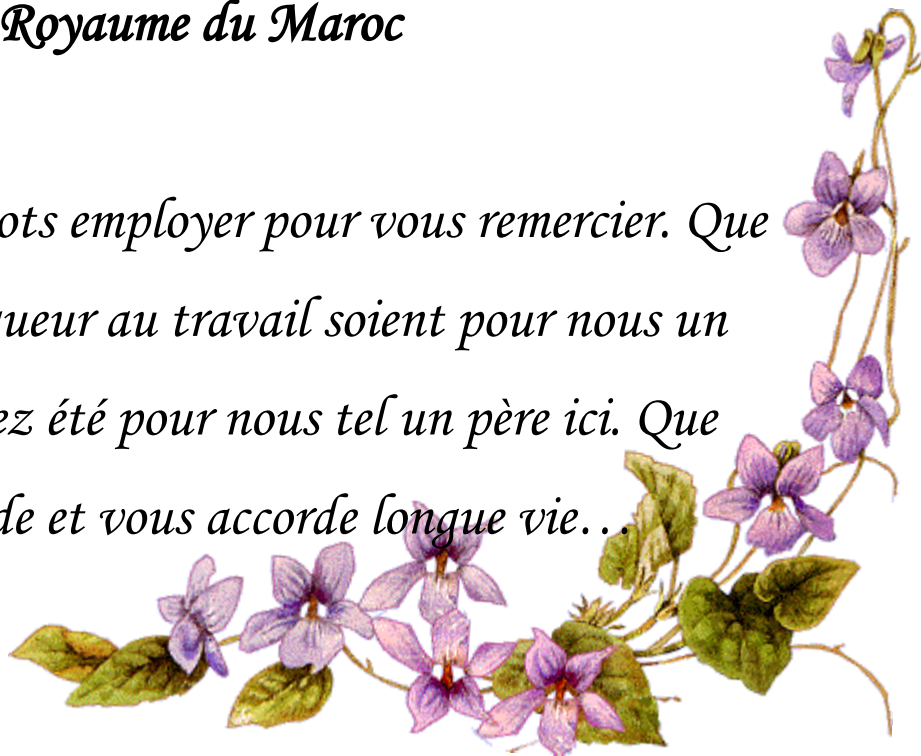 Royaume du Maroc
ots employer pour vous remercier. Que
ueur au travail soient pour nous un
ez été pour nous tel un père ici. Que
de et vous accorde longue vie…